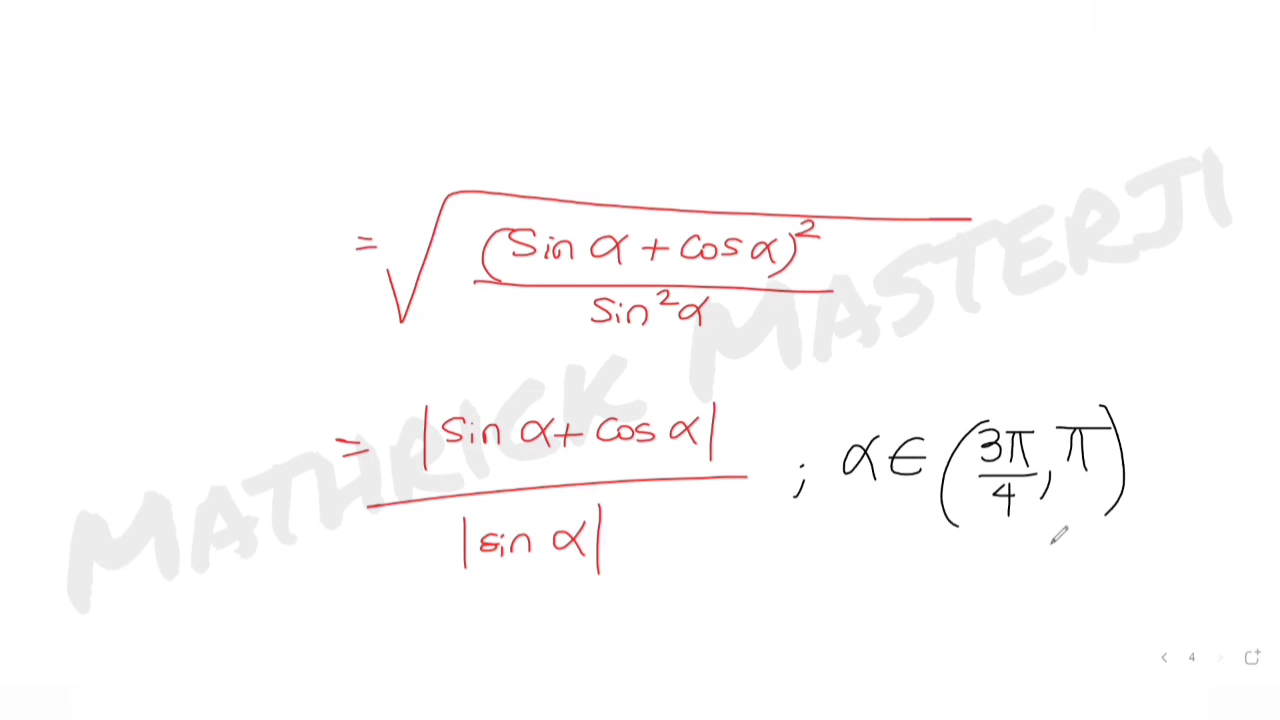 = √((Sin α + Cos α)² / Sin²α)
= |Sin α + Cos α| / |sin α| ; α ∈ (3π/4, π)
MATHRICK MASTERJI
< 4 >